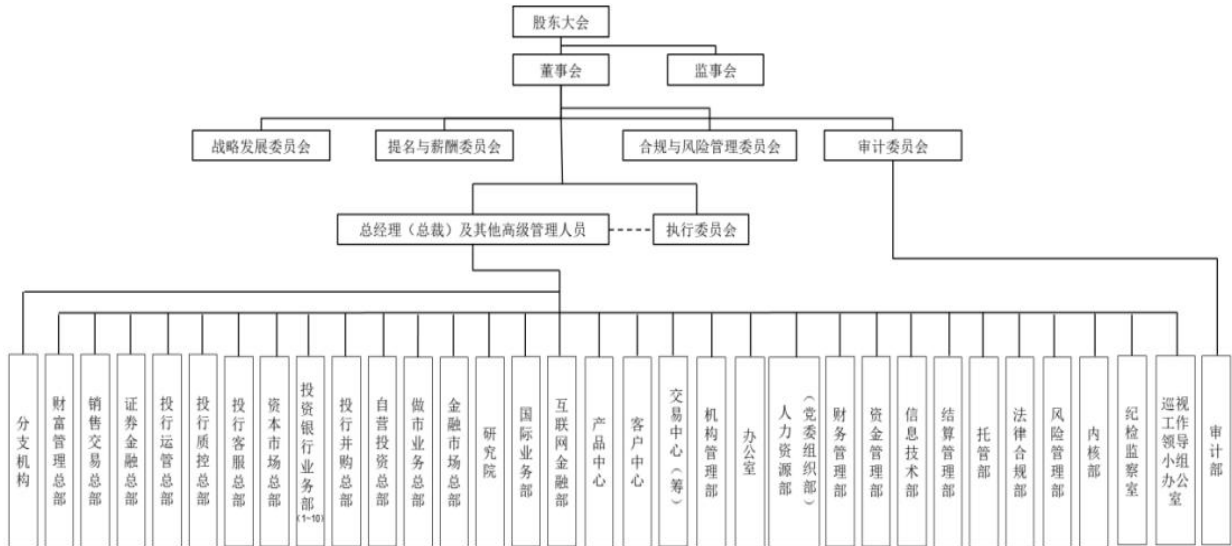 股东大会
董事会
监事会
战略发展委员会
提名与薪酬委员会
合规与风险管理委员会
审计委员会
总经理（总裁）及其他高级管理人员
执行委员会
分支机构
财富管理总部
销售交易总部
证券金融总部
投行运管总部
投行质控总部
投行客服总部
资本市场总部
投资银行业务部
(1~10)
投行并购总部
自营投资总部
做市业务总部
金融市场总部
研究院
国际业务部
互联网金融部
产品中心
客户中心
交易中心（筹）
机构管理部
办公室
人力资源部
（党委组织部）
财务管理部
资金管理部
信息技术部
结算管理部
托管部
法律合规部
风险管理部
内核部
纪检监察室
巡视
工作
领导
小组
办公
室
审计部